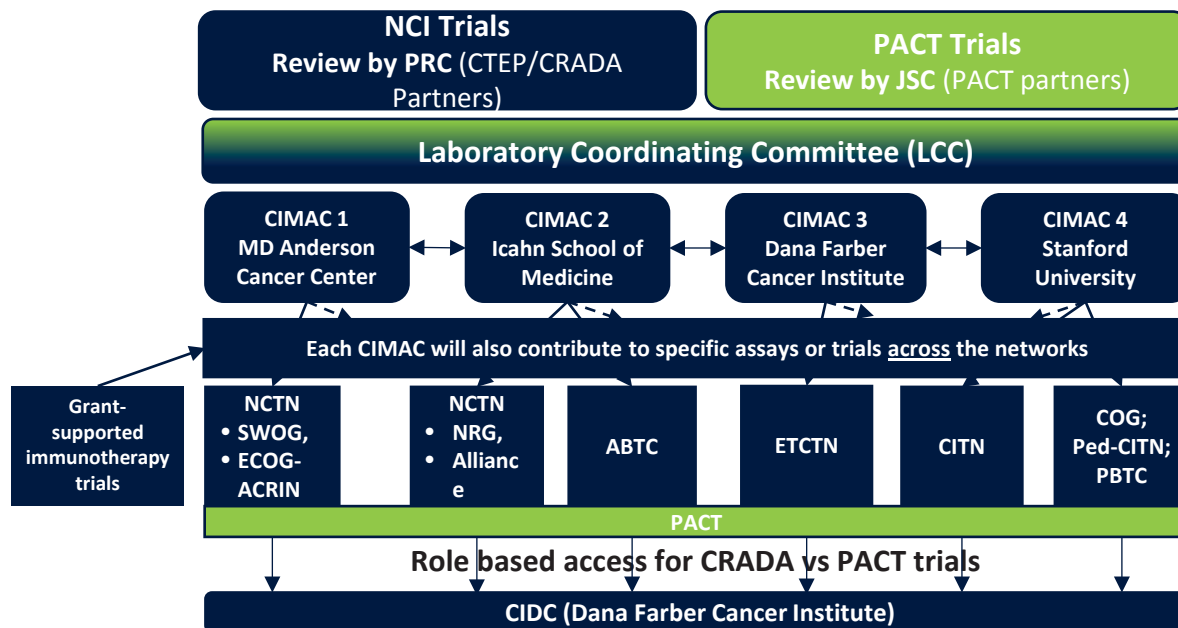 NCI Trials
Review by PRC (CTEP/CRADA
Partners)
PACT Trials
Review by JSC (PACT partners)
Laboratory Coordinating Committee (LCC)
CIMAC 1
MD Anderson
Cancer Center
CIMAC 2
Icahn School of
Medicine
CIMAC 3
Dana Farber
Cancer Institute
CIMAC 4
Stanford
University
Each CIMAC will also contribute to specific assays or trials across the networks
Grant-
supported
immunotherapy
trials
NCTN
• SWOG,
• ECOG-
ACRIN
NCTN
• NRG,
• Allianc
e
ABTC
ETCTN
CITN
COG;
Ped-CITN;
PBTC
PACT
Role based access for CRADA vs PACT trials
CIDC (Dana Farber Cancer Institute)